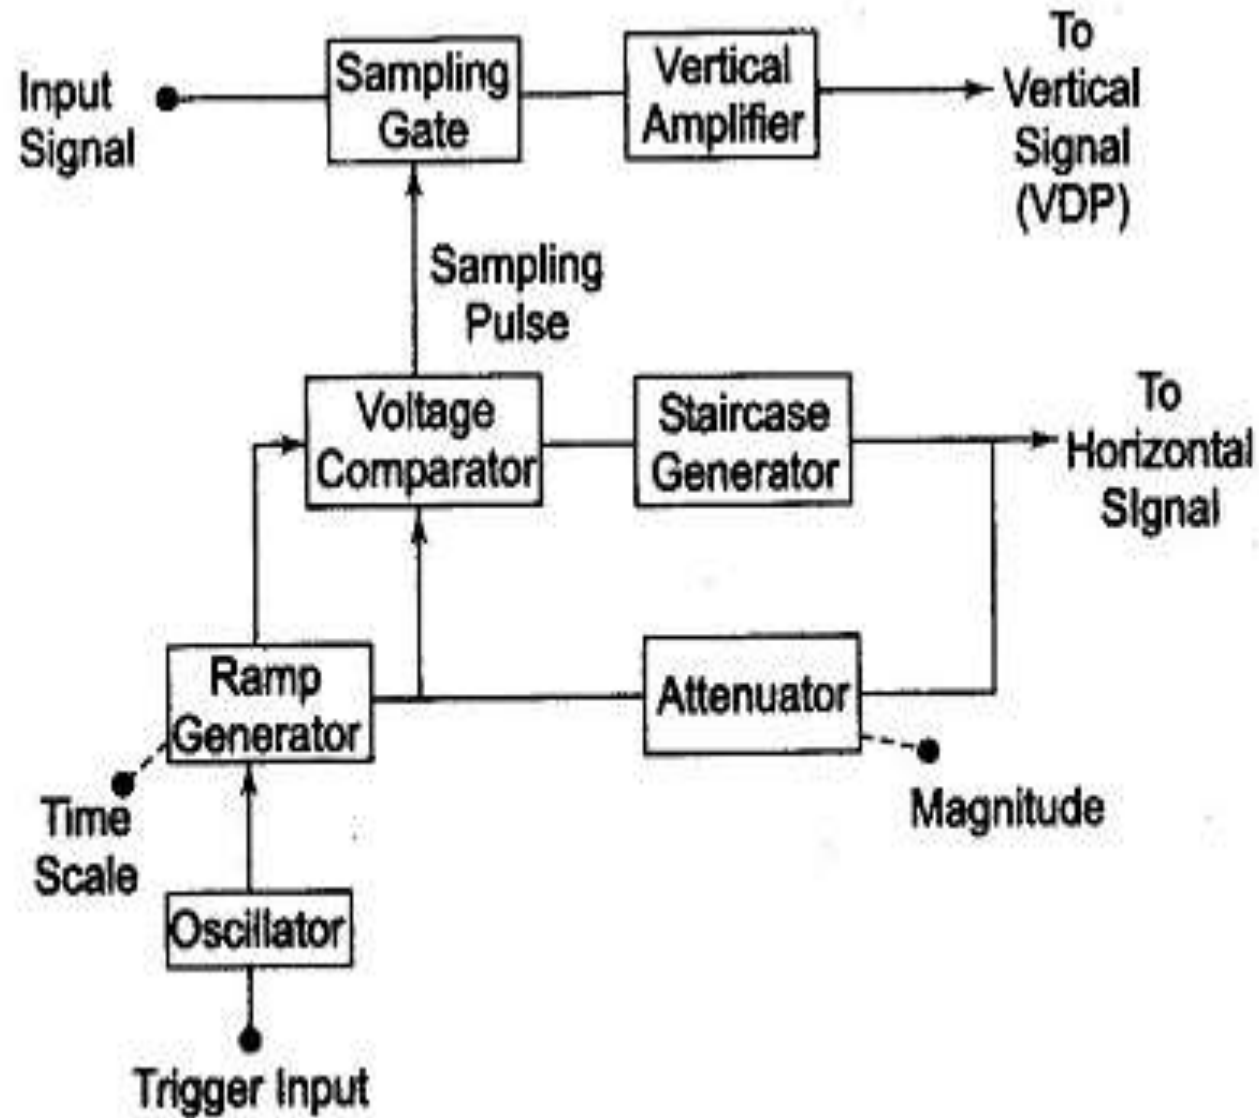 Input
Signal
Sampling
Gate
Vertical
Amplifier
To
Vertical
Signal
(VDP)
Sampling
Pulse
Voltage
Comparator
Staircase
Generator
To
Horizontal
SIgnal
Ramp
Generator
Attenuator
Time
Scale
Magnitude
Oscillator
Trigger Input